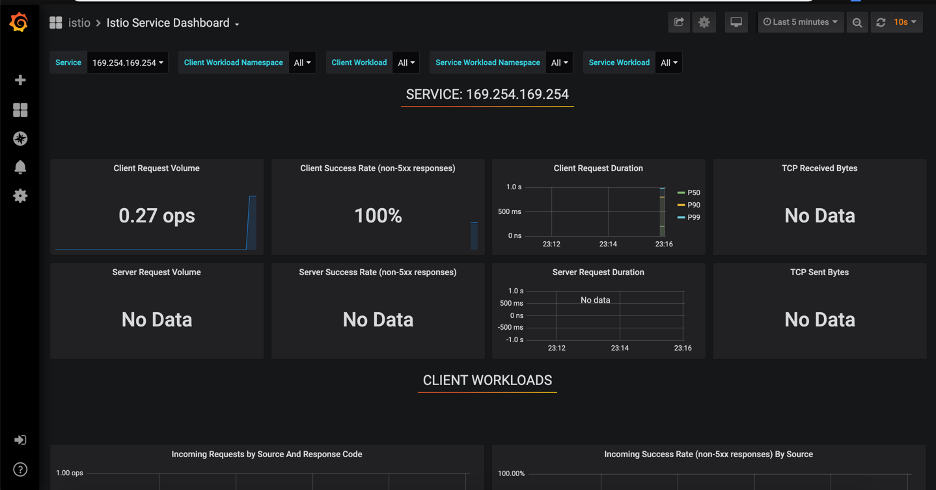 istio > Istio Service Dashboard
Last 5 minutes
10s
Service 169.254.169.254 Client Workload Namespace All Client Workload All Service Workload Namespace All Service Workload All
SERVICE: 169.254.169.254
Client Request Volume
0.27 ops
Client Success Rate (non-5xx responses)
100%
Client Request Duration
1.0 s
500 ms
0 ns
23:12 23:14 23:16
P50
P90
P99
TCP Received Bytes
No Data
Server Request Volume
No Data
Server Success Rate (non-5xx responses)
No Data
Server Request Duration
1.0 s
500 ms
0 ns
-500 ms
-1.0 s
No data
23:12 23:14 23:16
TCP Sent Bytes
No Data
CLIENT WORKLOADS
Incoming Requests by Source And Response Code
1.00 ops
Incoming Success Rate (non-5xx responses) By Source
100.00%